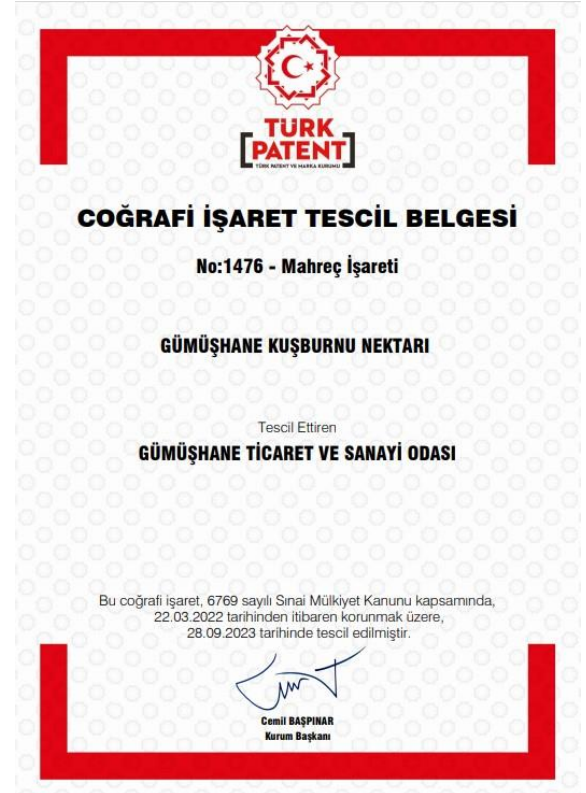 TÜRK
PATENT
TÜRK PATENT VE MARKA KURUMU
COĞRAFİ İŞARET TESCİL BELGESİ
No:1476 - Mahreç İşareti
GÜMÜŞHANE KUŞBURNU NEKTARI
Tescil Ettiren
GÜMÜŞHANE TİCARET VE SANAYİ ODASI
Bu coğrafi işaret, 6769 sayılı Sınai Mülkiyet Kanunu kapsamında,
22.03.2022 tarihinden itibaren korunmak üzere,
28.09.2023 tarihinde tescil edilmiştir.
Cemil BAŞPINAR
Kurum Başkanı